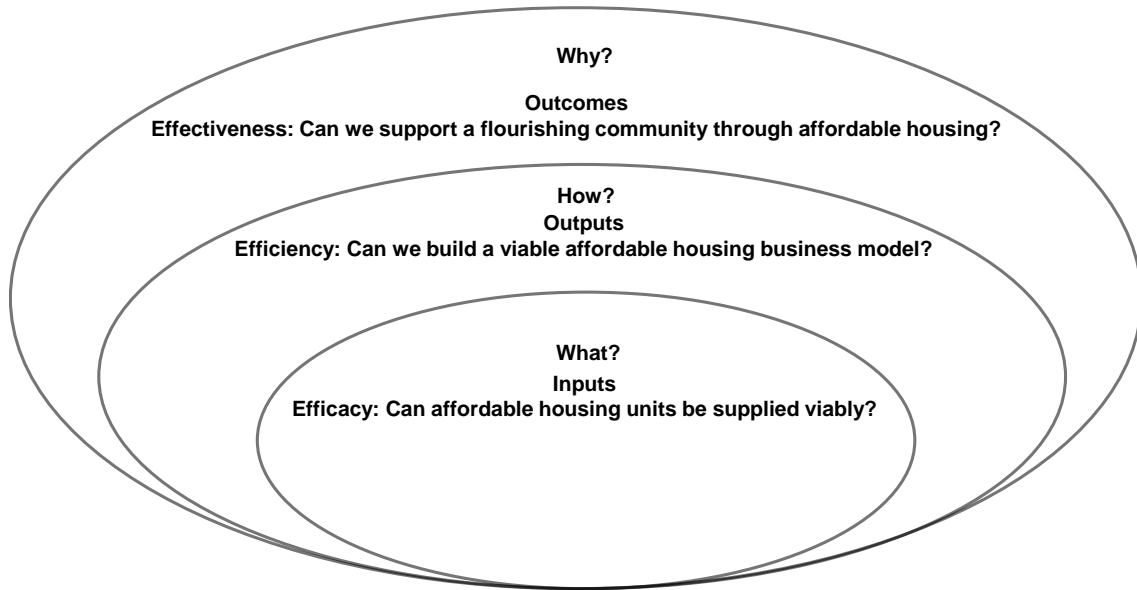 Why?
Outcomes
Effectiveness: Can we support a flourishing community through affordable housing?
How?
Outputs
Efficiency: Can we build a viable affordable housing business model?
What?
Inputs
Efficacy: Can affordable housing units be supplied viably?